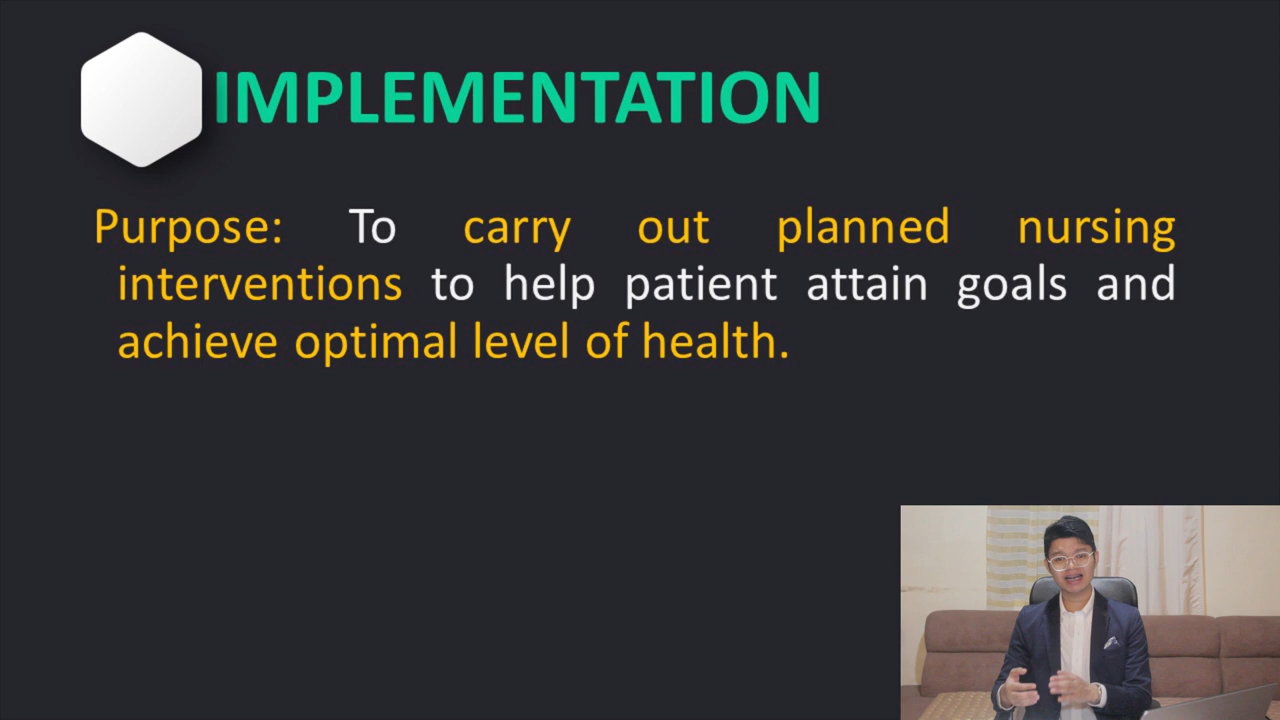 IMPLEMENTATION
Purpose: To carry out planned nursing
interventions to help patient attain goals and
achieve optimal level of health.